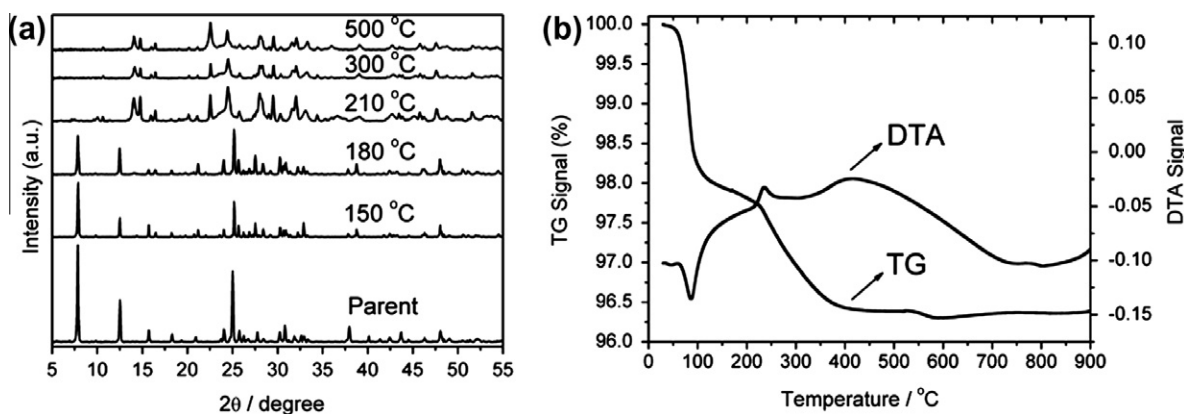 (a)
500 °C
300 °C
210 °C
180 °C
150 °C
Parent
Intensity (a.u.)
5 10 15 20 25 30 35 40 45 50 55
2θ / degree
(b)
100.0
99.5
99.0
98.5
98.0
97.5
97.0
96.5
96.0
TG Signal (%)
DTA
TG
0.10
0.05
0.00
-0.05
-0.10
-0.15
DTA Signal
0 100 200 300 400 500 600 700 800 900
Temperature / °C